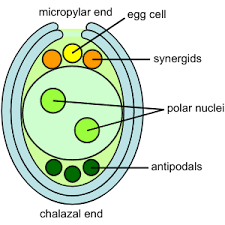 micropylar end
egg cell
synergids
polar nuclei
antipodals
chalazal end